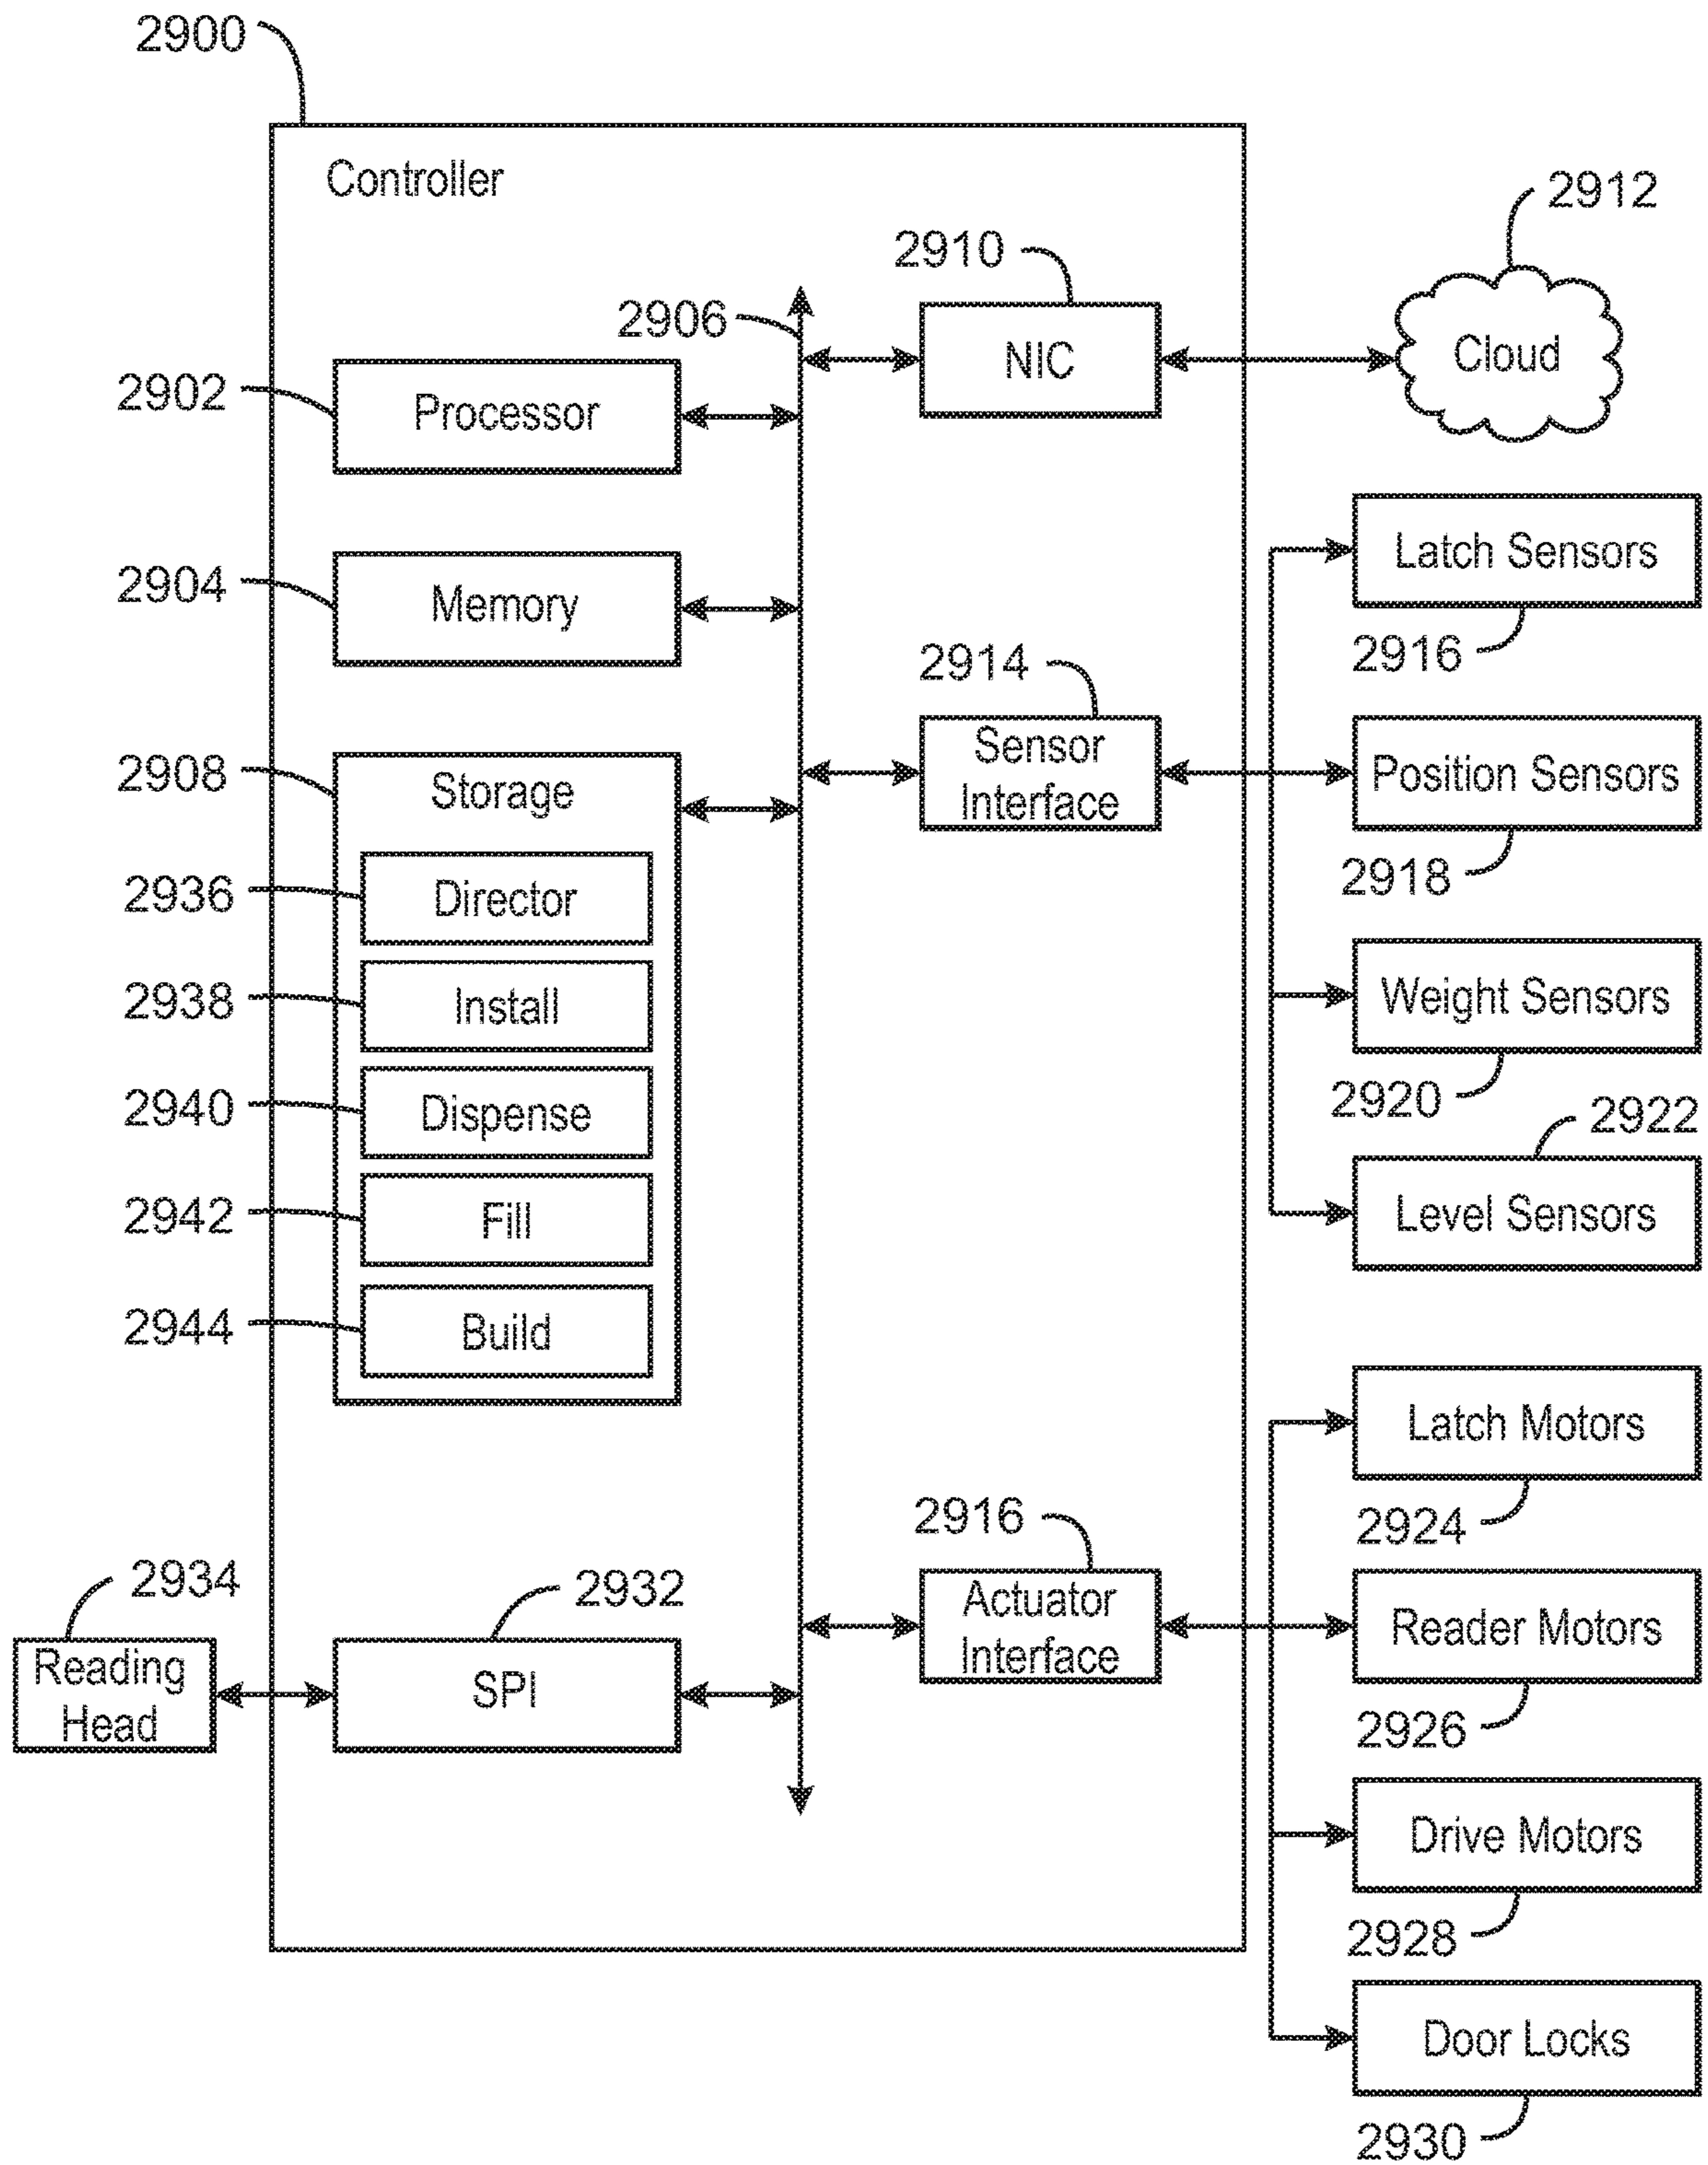 2900
Controller
2912
2910
2906
NIC
Cloud
2902
Processor
Latch Sensors
2904
Memory
2916
2914
Sensor
Interface
Position Sensors
2908
Storage
2918
2936
Director
2938
Install
Weight Sensors
2920
2940
Dispense
2922
2942
Fill
Level Sensors
2944
Build
Latch Motors
2916
2924
2934
2932
Actuator
Interface
Reader Motors
Reading
Head
SPI
2926
Drive Motors
2928
Door Locks
2930